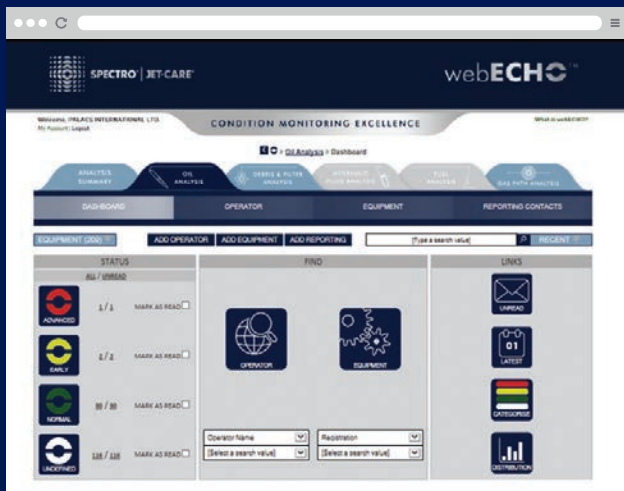 SPECTRO | JET-CARE®
webECHO™
Welcome, PALACE INTERNATIONAL LTD.
My Account | Logout
CONDITION MONITORING EXCELLENCE
> Oil Analysis > Dashboard
ANALYSIS SUMMARY
OIL ANALYSIS
DEBRIS & FILTER ANALYSIS
FUEL ANALYSIS
GAS PATH ANALYSIS
DASHBOARD
OPERATOR
EQUIPMENT
REPORTING CONTACTS
EQUIPMENT (202)
ADD OPERATOR
ADD EQUIPMENT
ADD REPORTING
[Type a search value]
RECENT
STATUS
FIND
LINKS
ALL / UNREAD
ADVANCED
1 / 1
MARK AS READ
EARLY
2 / 2
MARK AS READ
NORMAL
MARK AS READ
UNDEFINED
MARK AS READ
OPERATOR
EQUIPMENT
Operator Name
[Select a search value]
Registration
[Select a search value]
UNREAD
01
LATEST
CATEGORISE
DISTRIBUTION